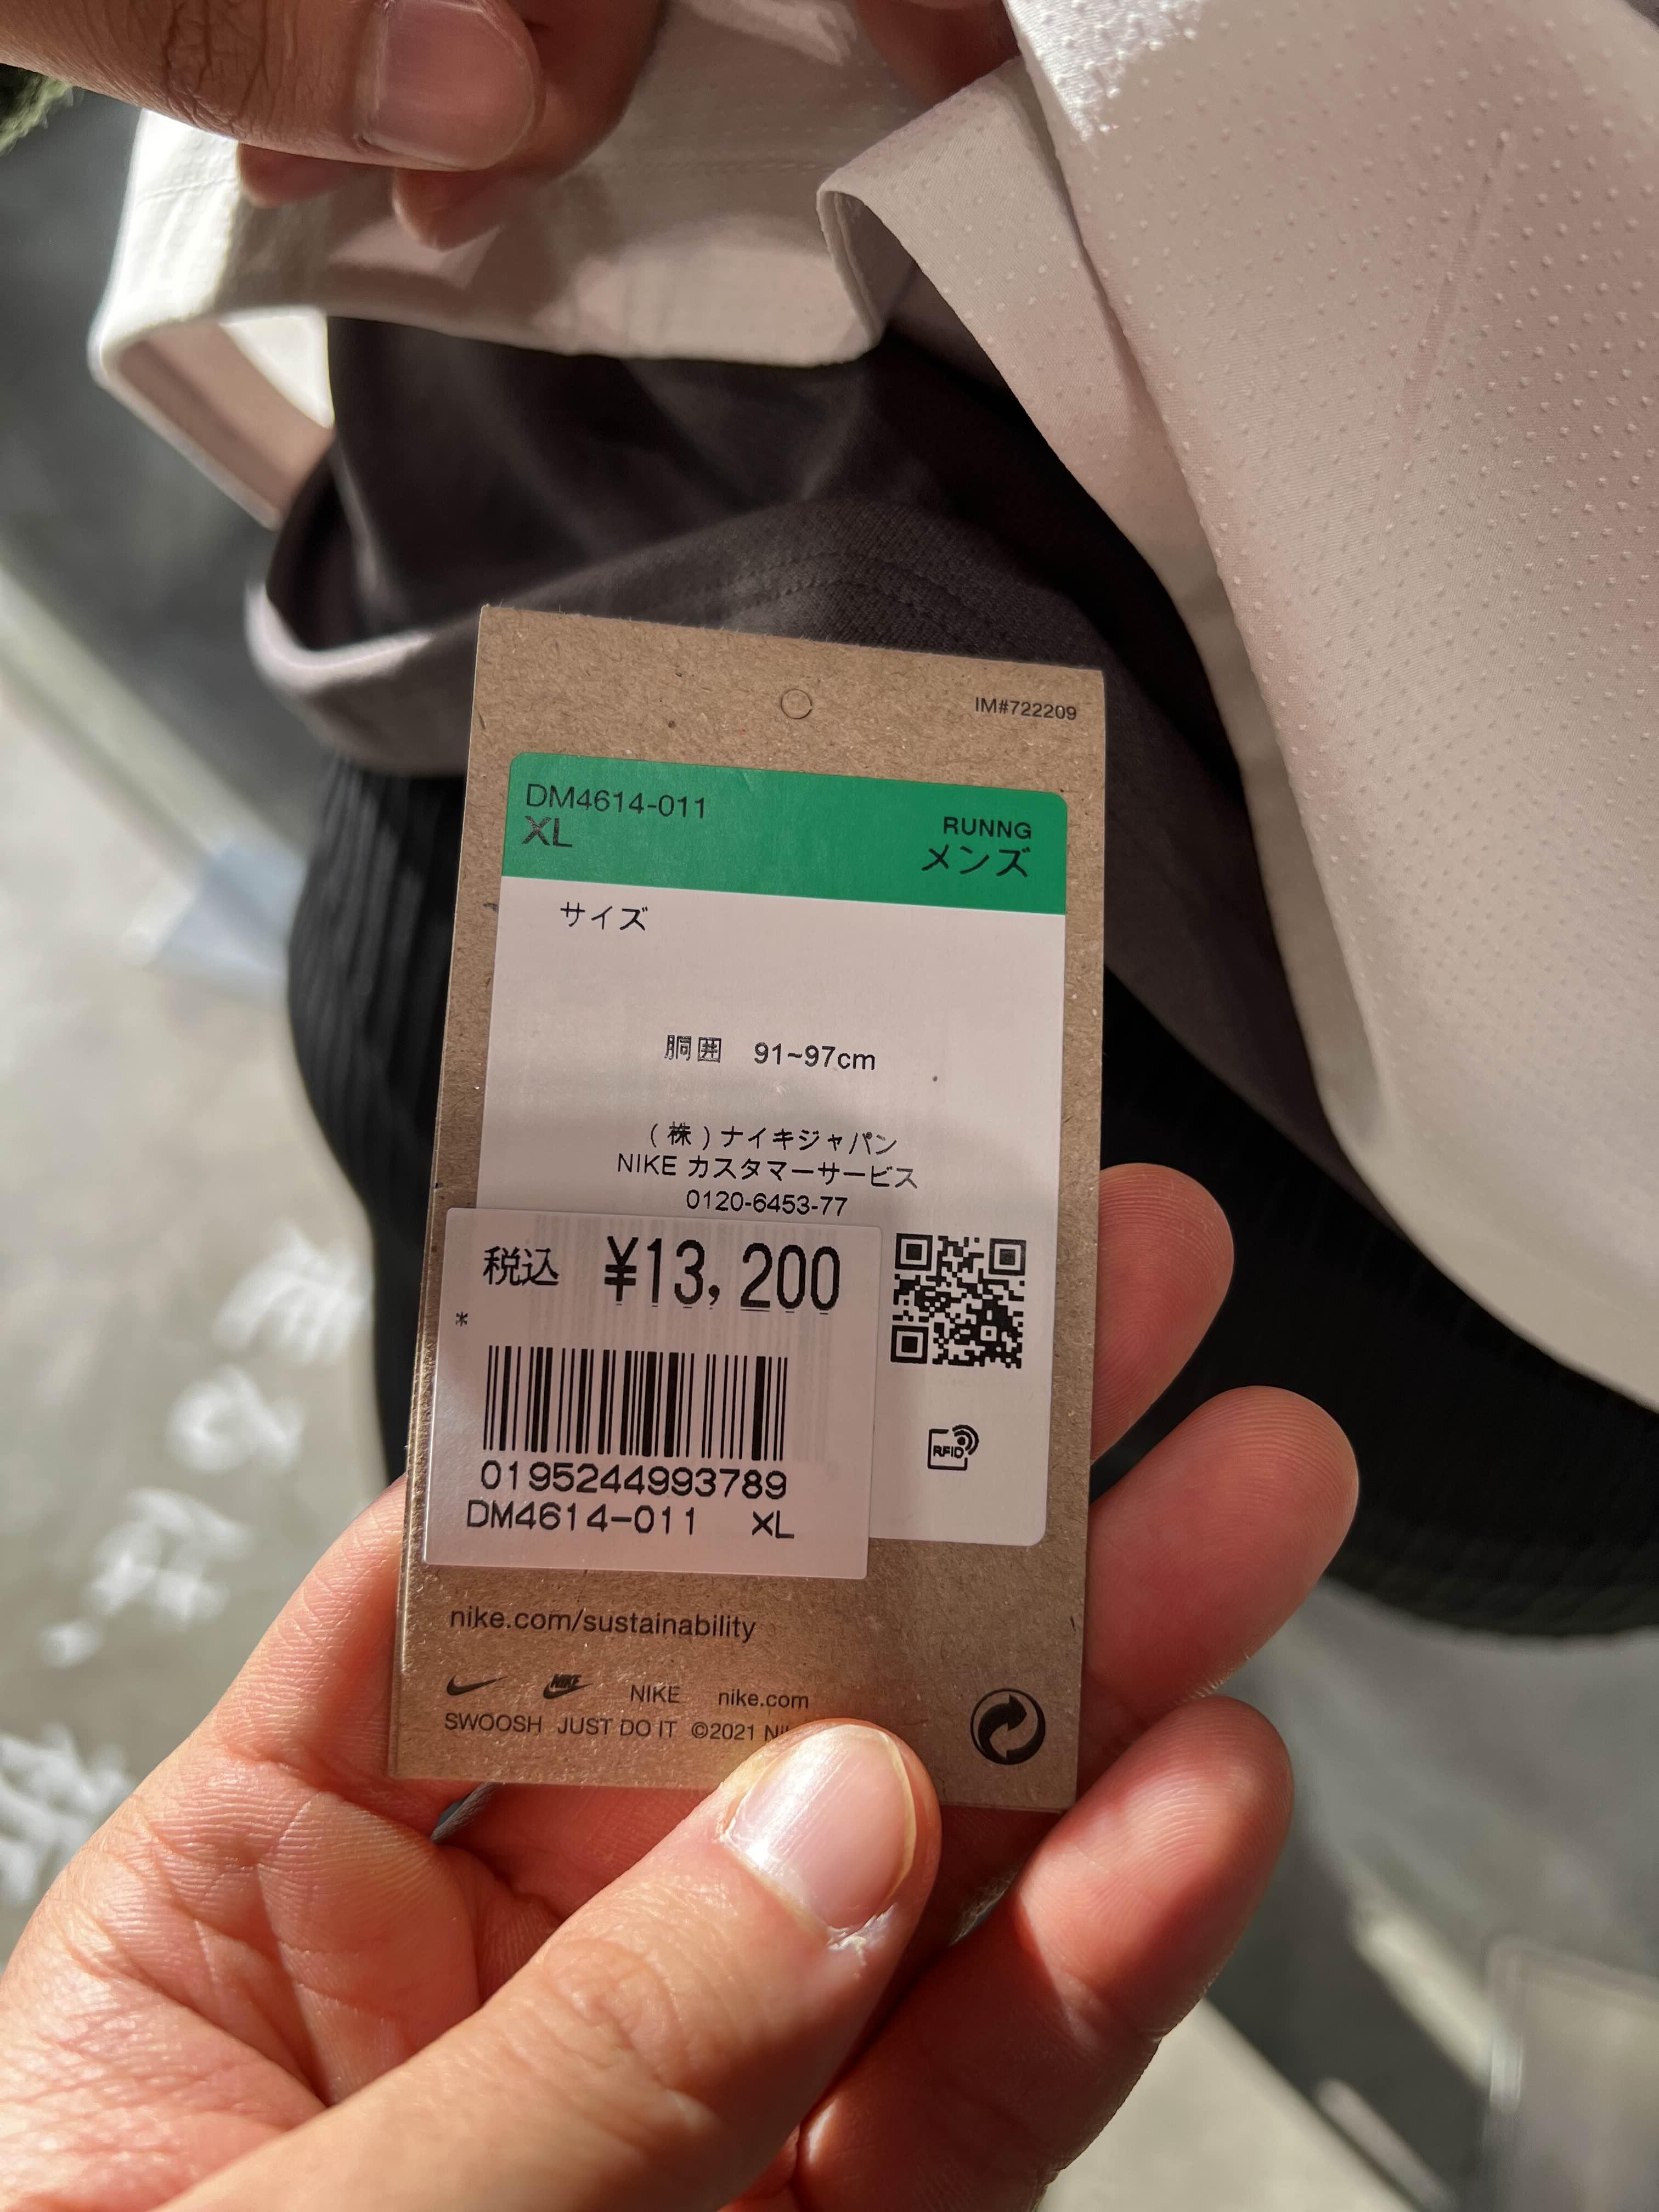 IM#722209
DM4614-011
XL
RUNNG
メンズ
サイズ
胴囲 91~97cm
(株)ナイキジャパン
NIKE カスタマーサービス
0120-6453-77
税込 ¥13,200
*
RFID
0195244993789
DM4614-011 XL
nike.com/sustainability
NIKE NIKE nike.com
SWOOSH JUST DO IT ©2021